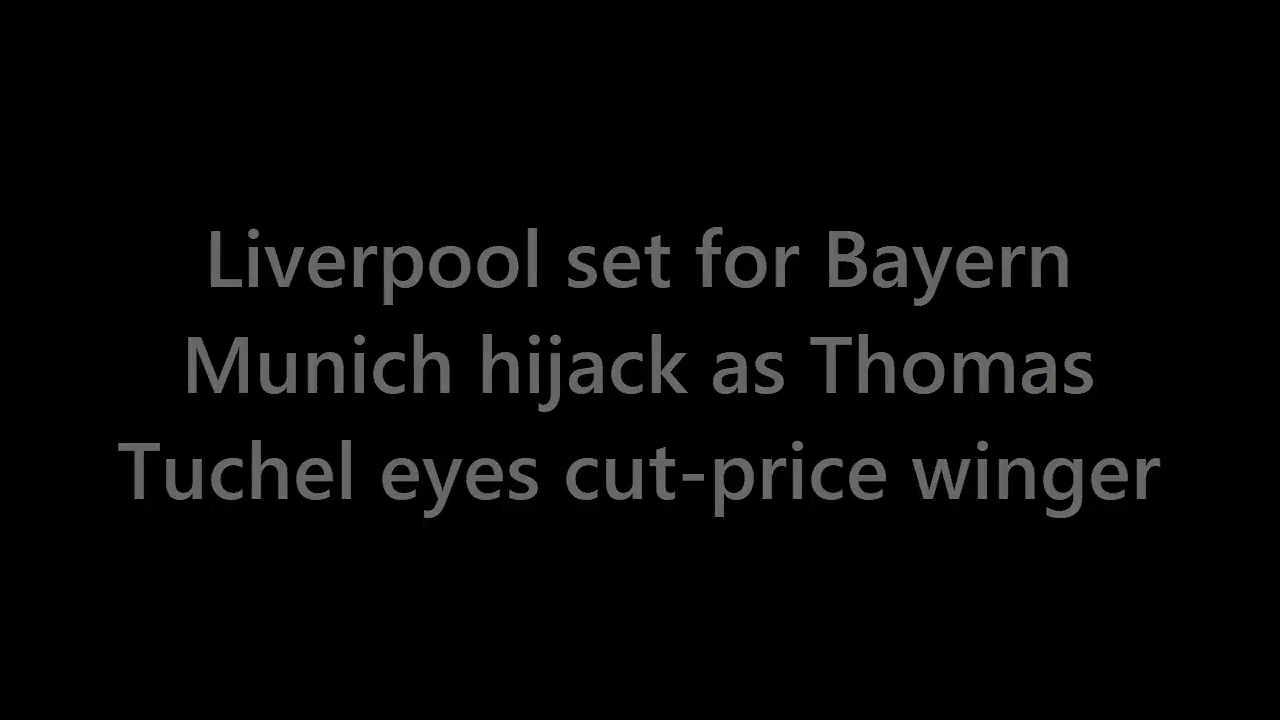 Liverpool set for Bayern
Munich hijack as Thomas
Tuchel eyes cut-price winger